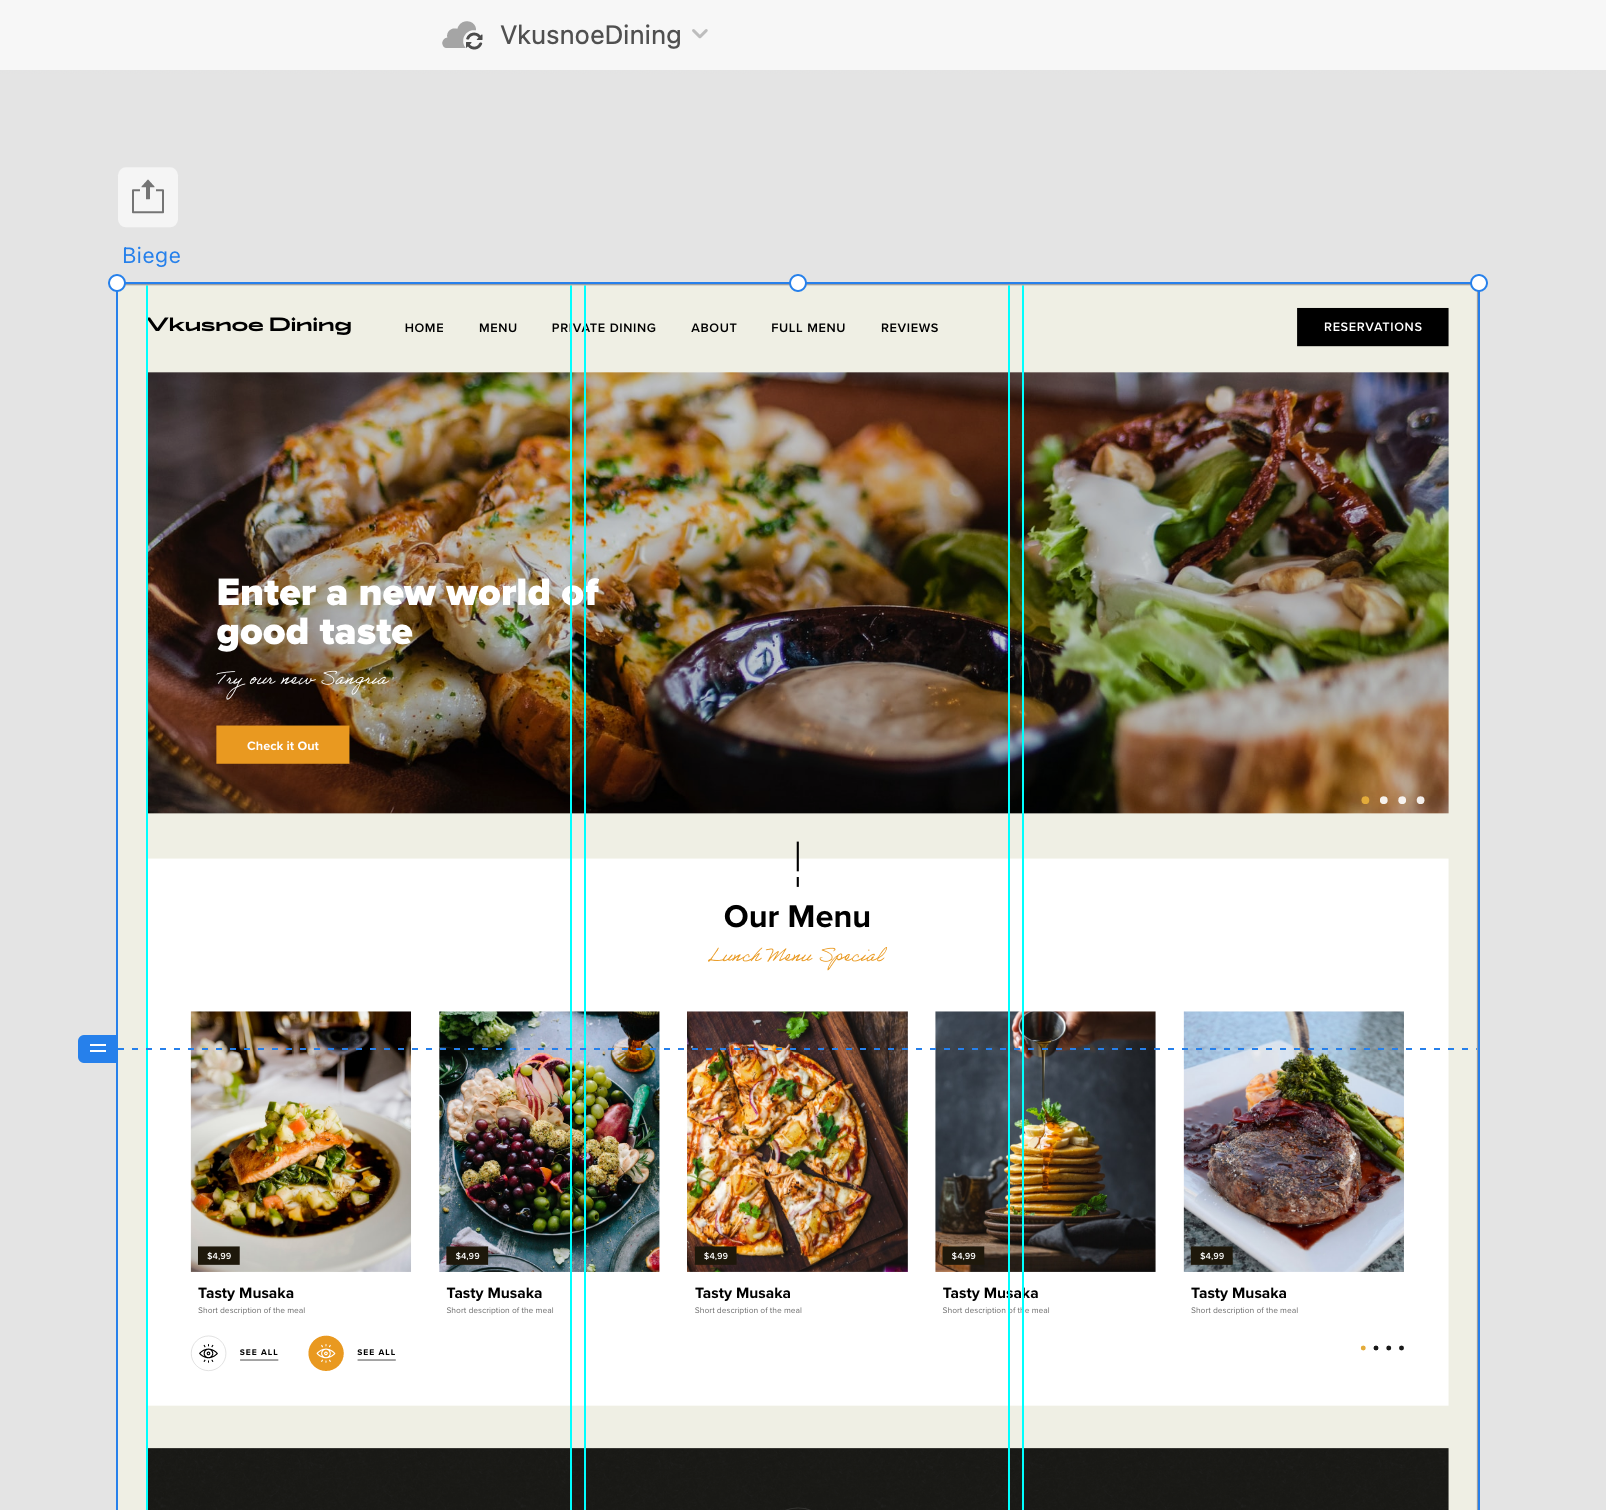 VkusnoeDining
Biege
Vkusnoe Dining
HOME MENU PRIVATE DINING ABOUT FULL MENU REVIEWS
RESERVATIONS
Enter a new world of
good taste
Try our new Sangria
Check it Out
Our Menu
Lunch Menu Special
$4,99 $4,99 $4,99 $4,99 $4,99
Tasty Musaka Tasty Musaka Tasty Musaka Tasty Musaka Tasty Musaka
Short description of the meal Short description of the meal Short description of the meal Short description of the meal Short description of the meal
SEE ALL SEE ALL